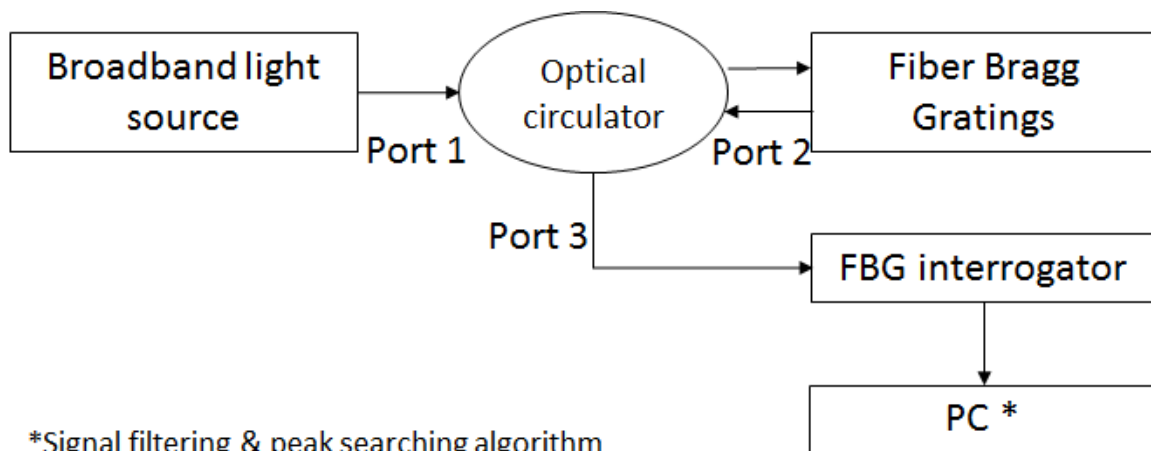 Broadband light
source
Optical
circulator
Fiber Bragg
Gratings
Port 1
Port 2
Port 3
FBG interrogator
PC *
*Signal filtering & peak searching algorithm